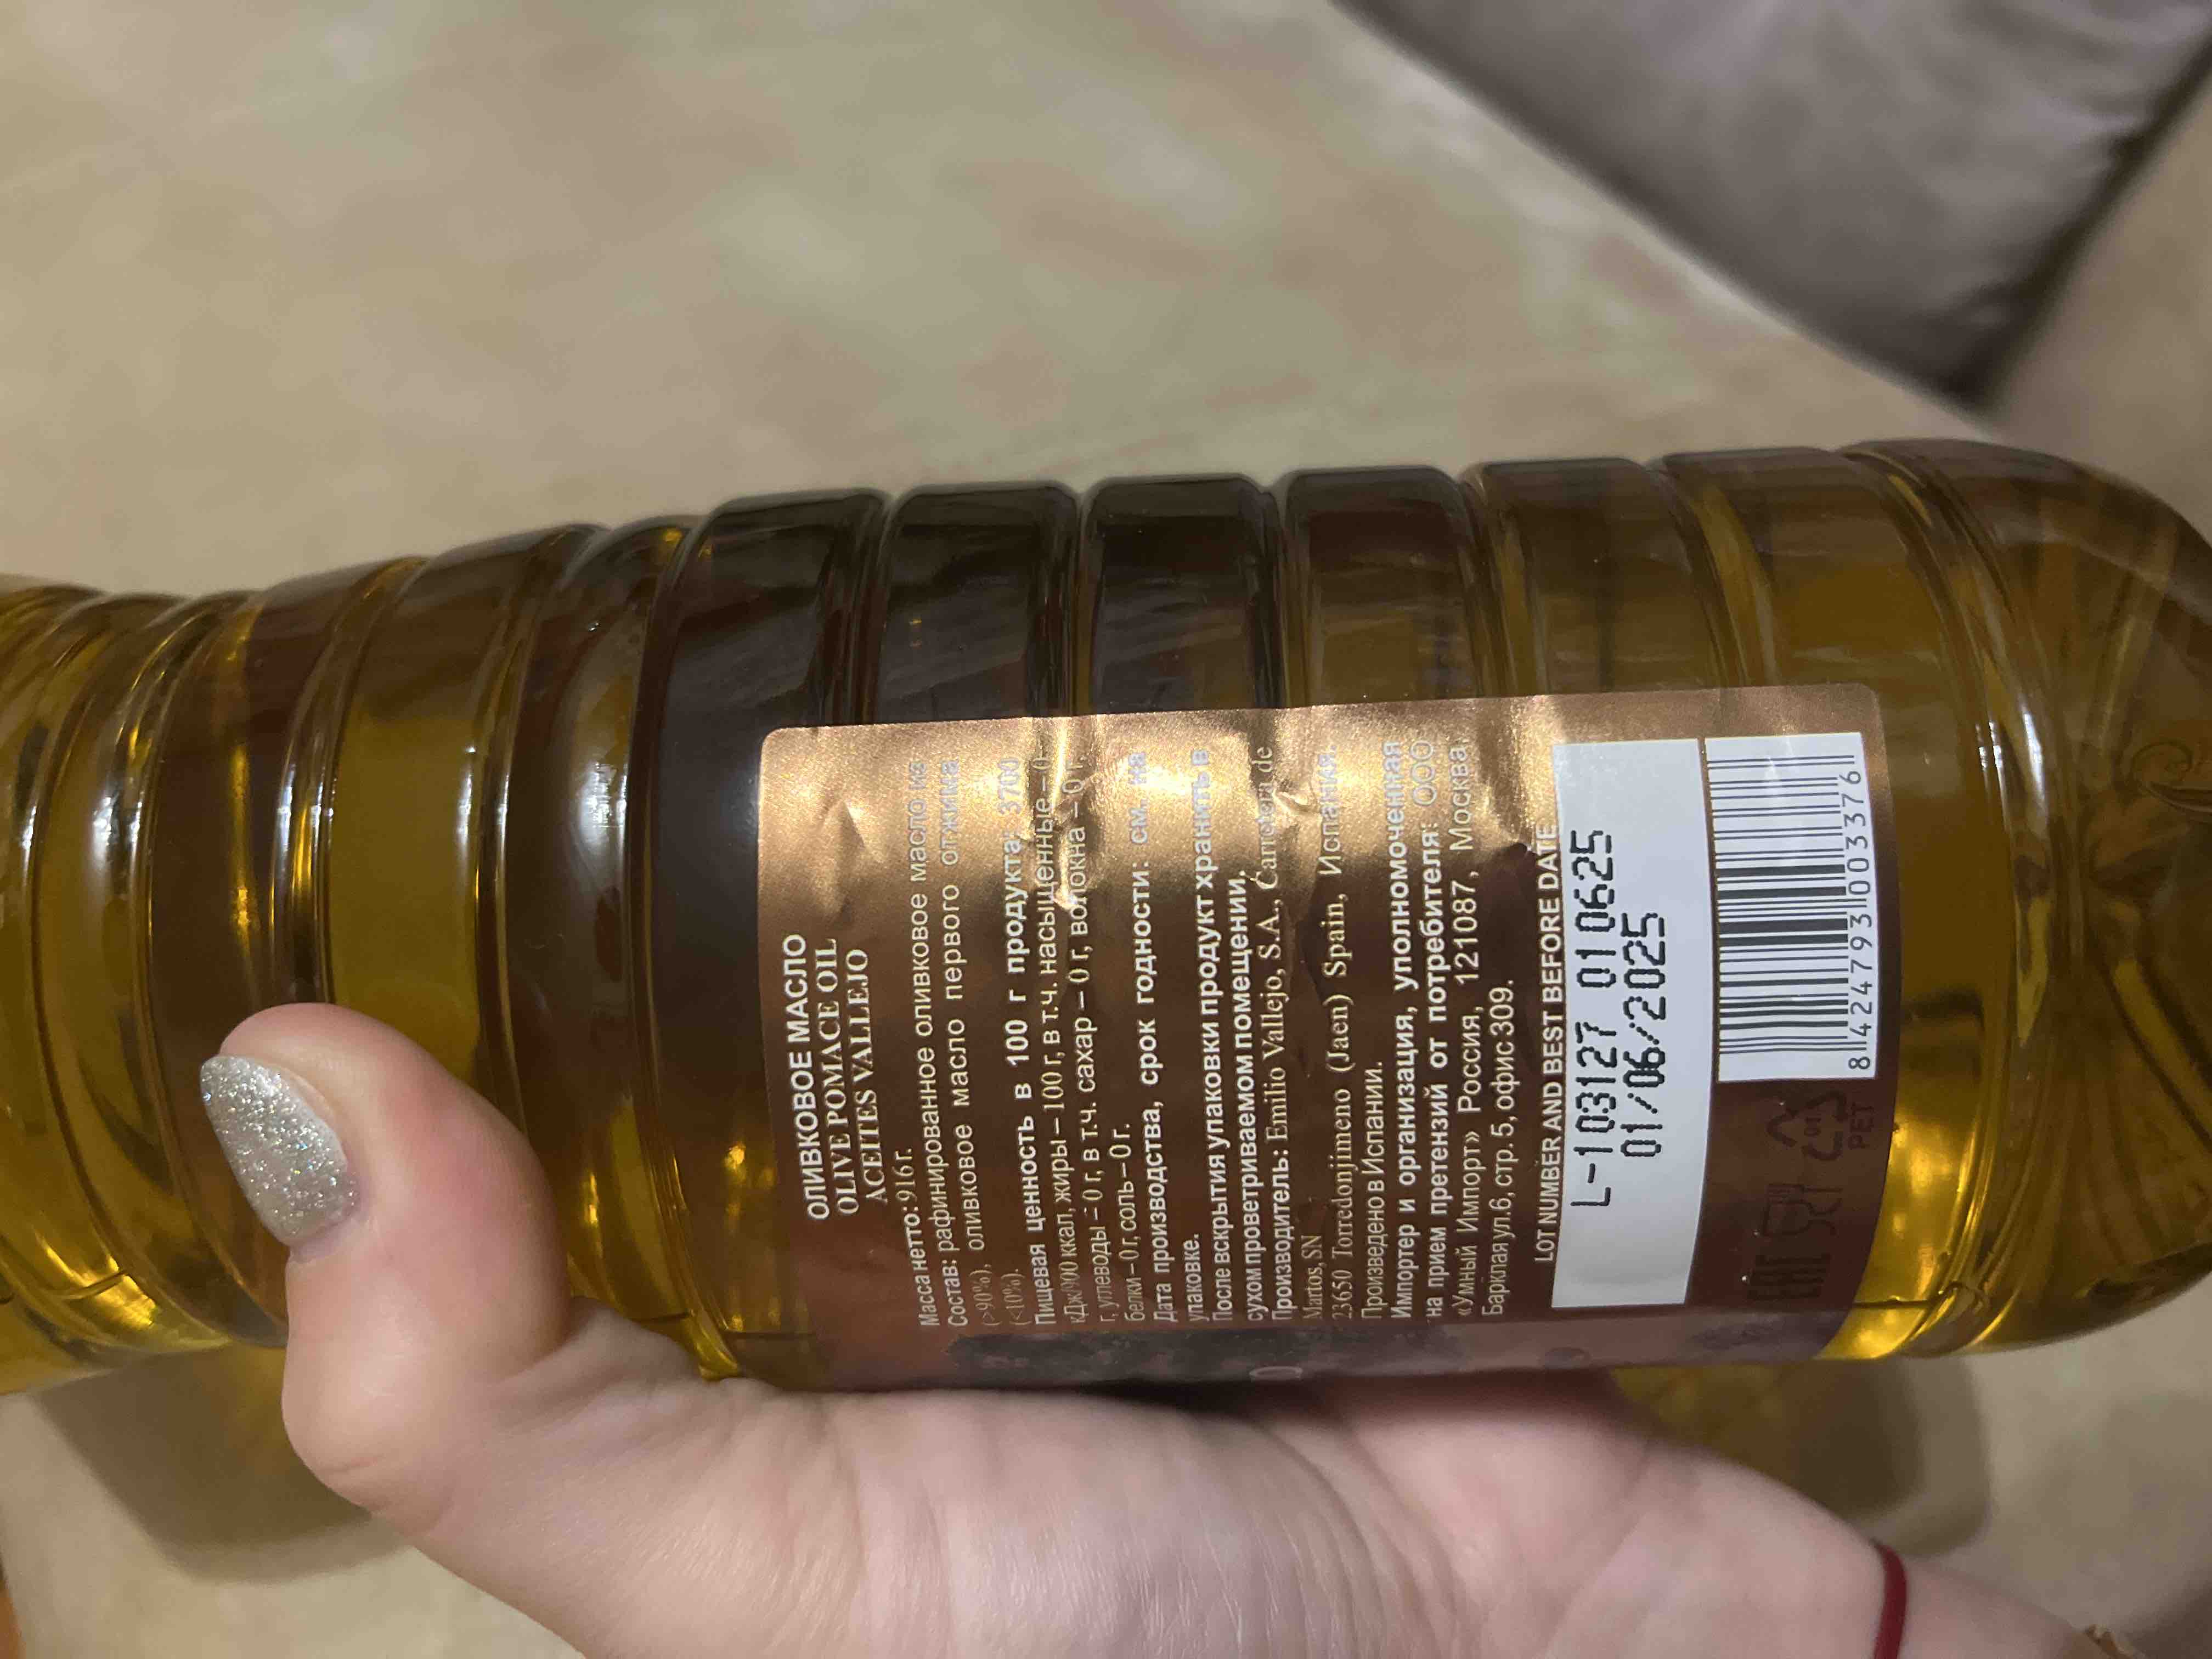 ОЛИВКОВОЕ МАСЛО
OLIVE POMACE OIL
ACEITES VALLEJO
Масса нетто: 916 г.
Состав: рафинированное оливковое масло из
(>90%), оливковое масло первого отжима
(<10%).
Пищевая ценность в 100 г продукта: 3700
кДж/900 ккал, жиры – 100 г, в т.ч. насыщенные – 0
г, углеводы – 0 г, в т.ч. сахар – 0 г, волокна – 0 г,
белки – 0 г, соль – 0 г.
Дата производства, срок годности: см. на
упаковке.
После вскрытия упаковки продукт хранить в
сухом проветриваемом помещении.
Производитель: Emilio Vallejo, S.A., Carretera de
Martos, SN
23650 Torredonjimeno (Jaen) Spain, Испания.
Произведено в Испании.
Импортер и организация, уполномоченная
на прием претензий от потребителя: ООО
«Умный Импорт» Россия, 121087, Москва,
Барклая ул. 6, стр. 5, офис 309.
LOT NUMBER AND BEST BEFORE DATE
L-103127 010625
01/06/2025
8 424793 003376
EAC
01
PET